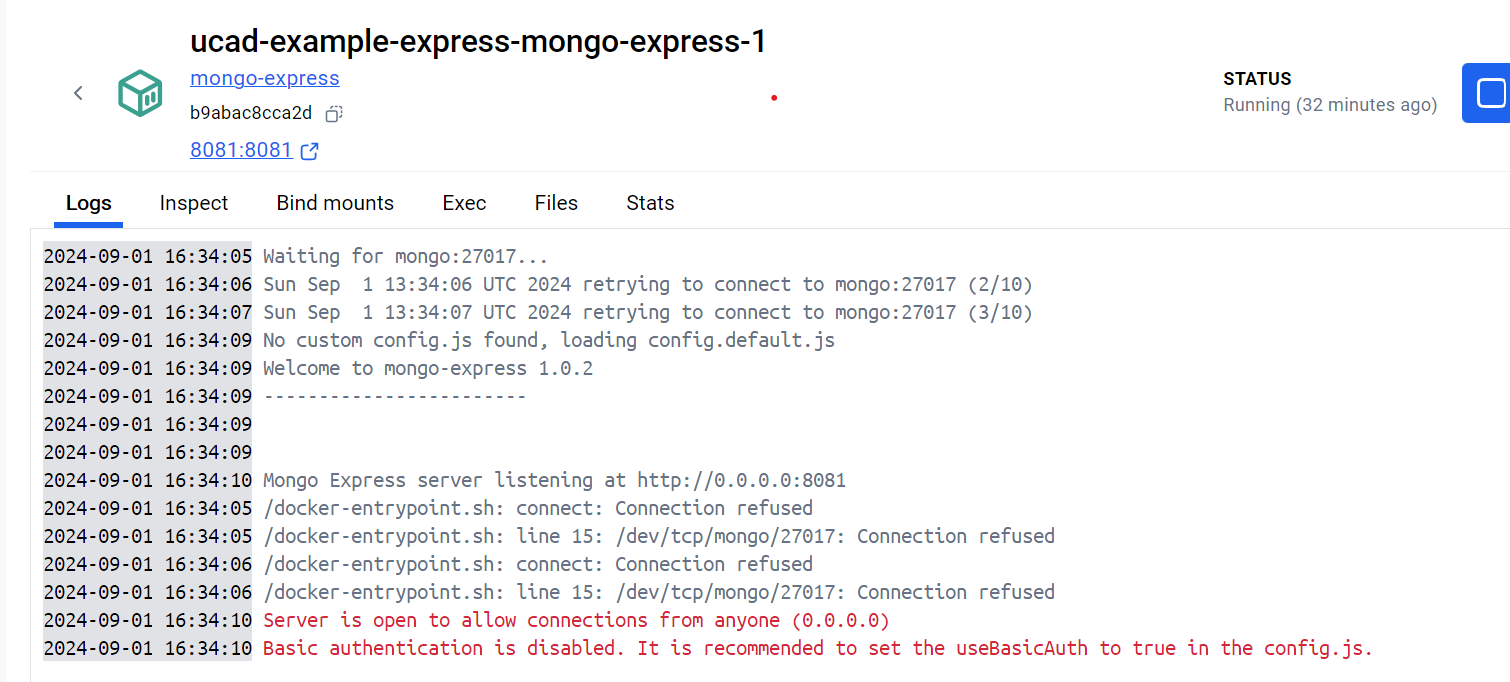 ucad-example-express-mongo-express-1
mongo-express
b9abac8cca2d
8081:8081
STATUS
Running (32 minutes ago)
Logs Inspect Bind mounts Exec Files Stats
2024-09-01 16:34:05 Waiting for mongo:27017...
2024-09-01 16:34:06 Sun Sep  1 13:34:06 UTC 2024 retrying to connect to mongo:27017 (2/10)
2024-09-01 16:34:07 Sun Sep  1 13:34:07 UTC 2024 retrying to connect to mongo:27017 (3/10)
2024-09-01 16:34:09 No custom config.js found, loading config.default.js
2024-09-01 16:34:09 Welcome to mongo-express 1.0.2
2024-09-01 16:34:09 ------------------------
2024-09-01 16:34:09
2024-09-01 16:34:09
2024-09-01 16:34:10 Mongo Express server listening at http://0.0.0.0:8081
2024-09-01 16:34:05 /docker-entrypoint.sh: connect: Connection refused
2024-09-01 16:34:05 /docker-entrypoint.sh: line 15: /dev/tcp/mongo/27017: Connection refused
2024-09-01 16:34:06 /docker-entrypoint.sh: connect: Connection refused
2024-09-01 16:34:06 /docker-entrypoint.sh: line 15: /dev/tcp/mongo/27017: Connection refused
2024-09-01 16:34:10 Server is open to allow connections from anyone (0.0.0.0)
2024-09-01 16:34:10 Basic authentication is disabled. It is recommended to set the useBasicAuth to true in the config.js.